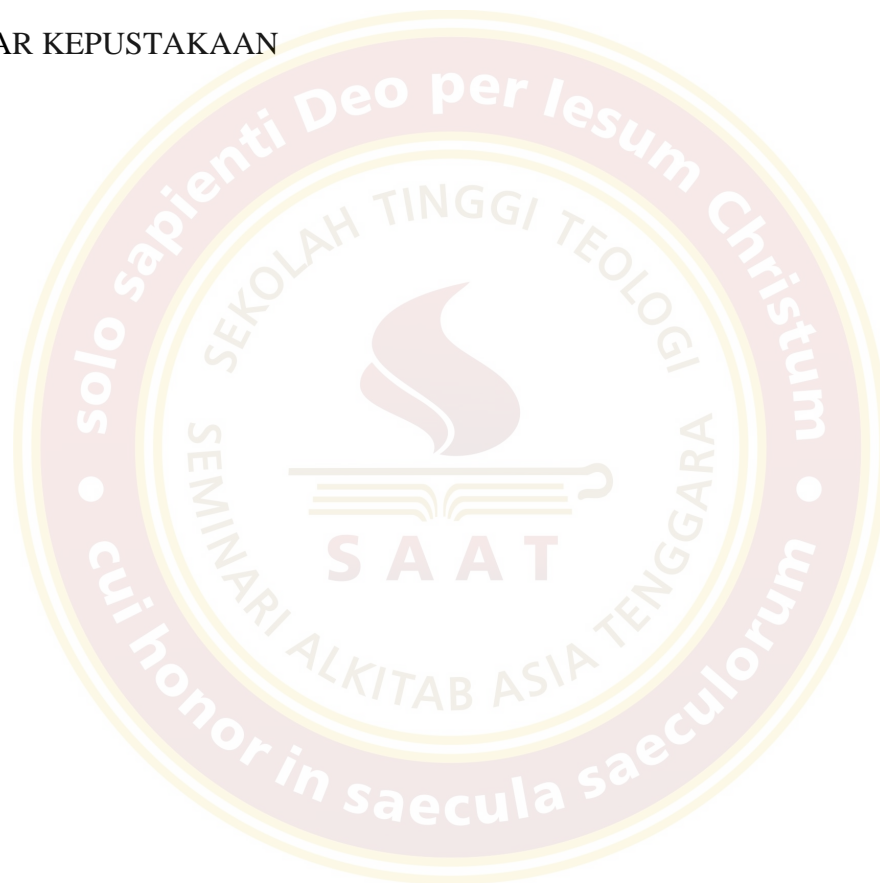 AR KEPUSTAKAAN
solo sapienti Deo per Iesum Christum
SEKOLAH TINGGI TEOLOGI
SEMINARI ALKITAB ASIA TENGGARA
SAAT
cui honor in saecula saeculorum